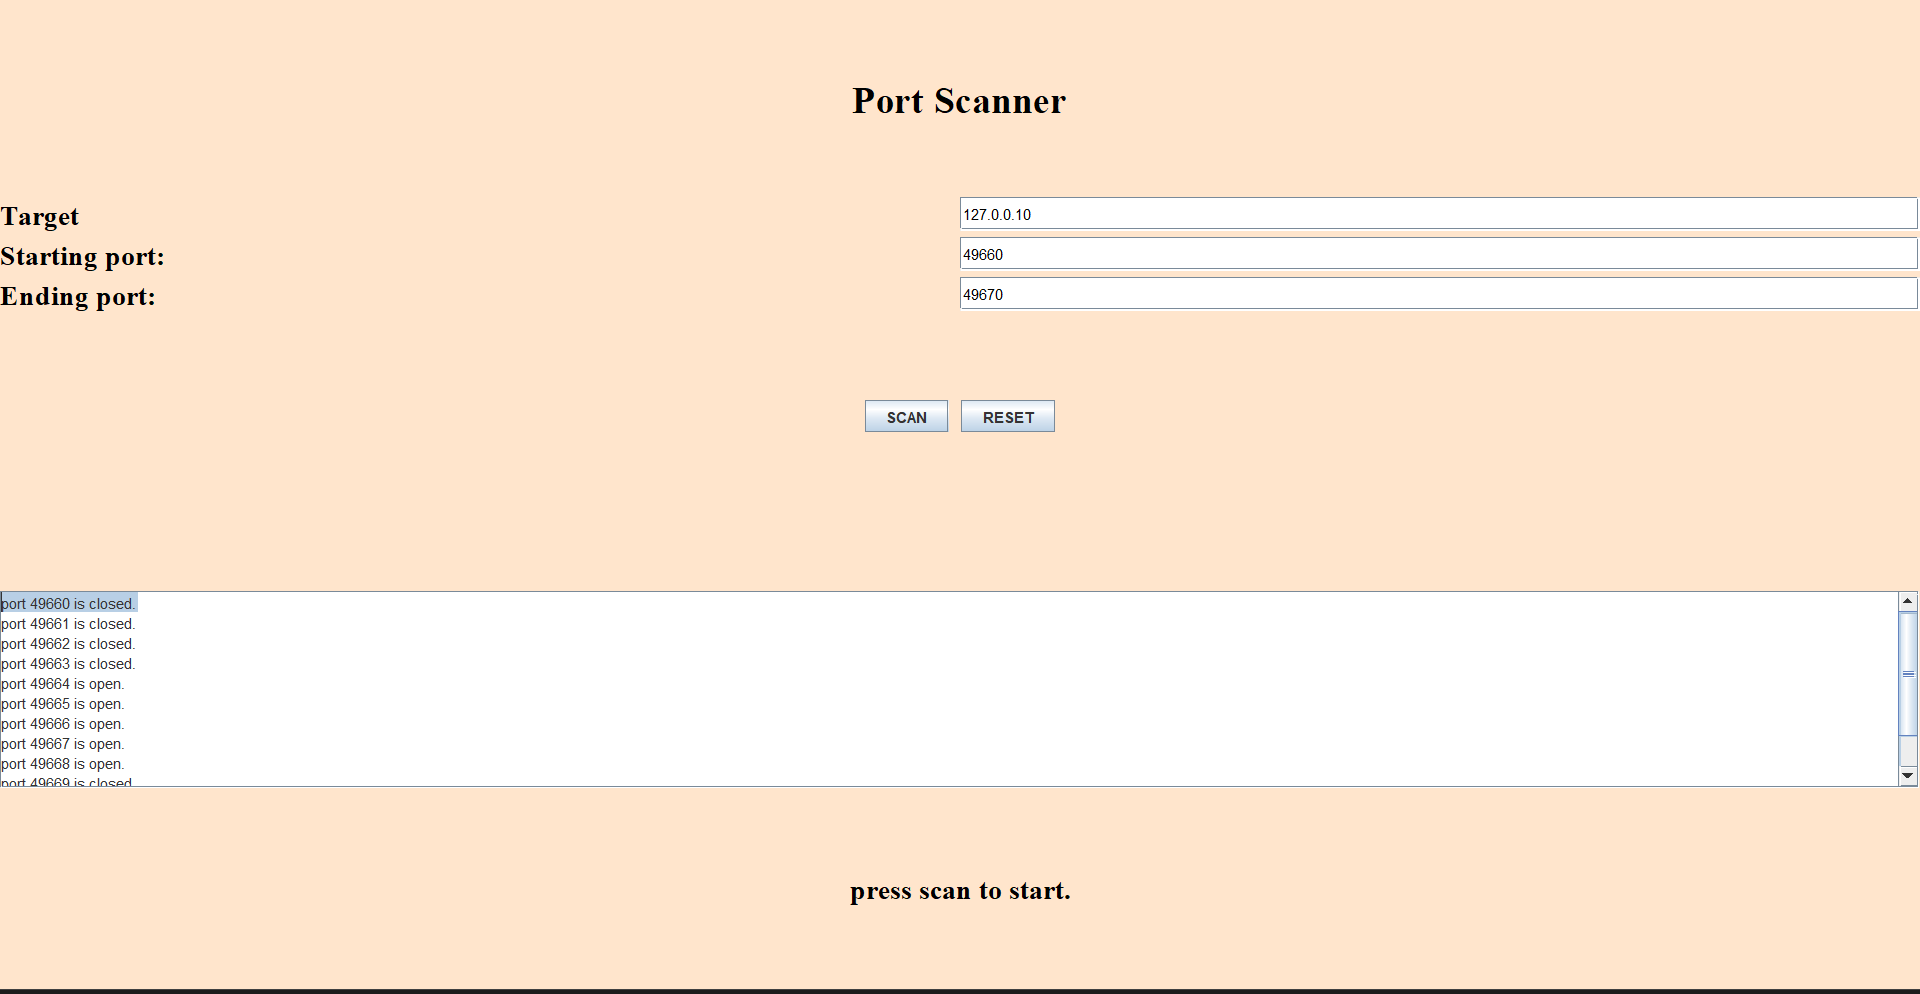 Port Scanner
Target
127.0.0.10
Starting port:
49660
Ending port:
49670
SCAN RESET
port 49660 is closed.
port 49661 is closed.
port 49662 is closed.
port 49663 is closed.
port 49664 is open.
port 49665 is open.
port 49666 is open.
port 49667 is open.
port 49668 is open.
port 49669 is closed
press scan to start.